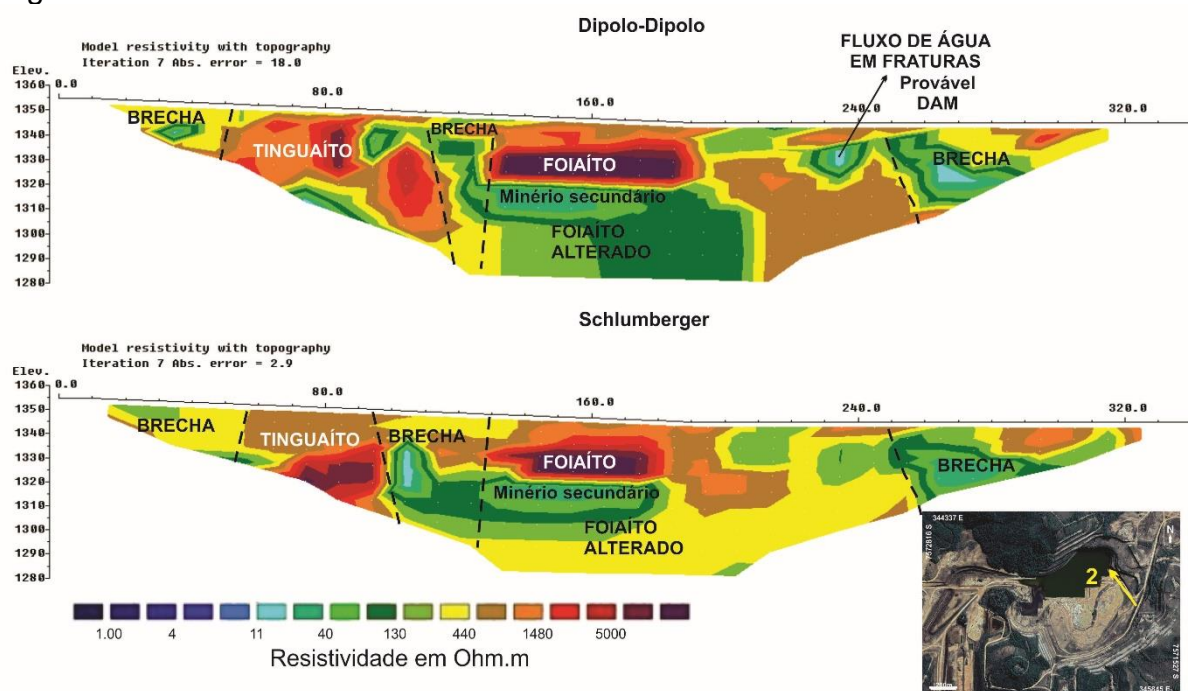 Dipolo-Dipolo
Model resistivity with topography
Iteration 7 Abs. error = 18.0
Elev.
0.0 80.0 160.0 240.0 320.0
1360
1350
1340
1330
1320
1310
1300
1290
1280
FLUXO DE ÁGUA
EM FRATURAS
Provável
DAM
BRECHA
TINGUAÍTO
BRECHA
FOIAÍTO
Minério secundário
FOIAÍTO
ALTERADO
BRECHA
Schlumberger
Model resistivity with topography
Iteration 7 Abs. error = 2.9
Elev.
0.0 80.0 160.0 240.0 320.0
1360
1350
1340
1330
1320
1310
1300
1290
1280
BRECHA
TINGUAÍTO
BRECHA
FOIAÍTO
Minério secundário
FOIAÍTO
ALTERADO
BRECHA
1.00 4 11 40 130 440 1480 5000
Resistividade em Ohm.m
344337 E
7572816 S
N
2
7571527 S
345845 E